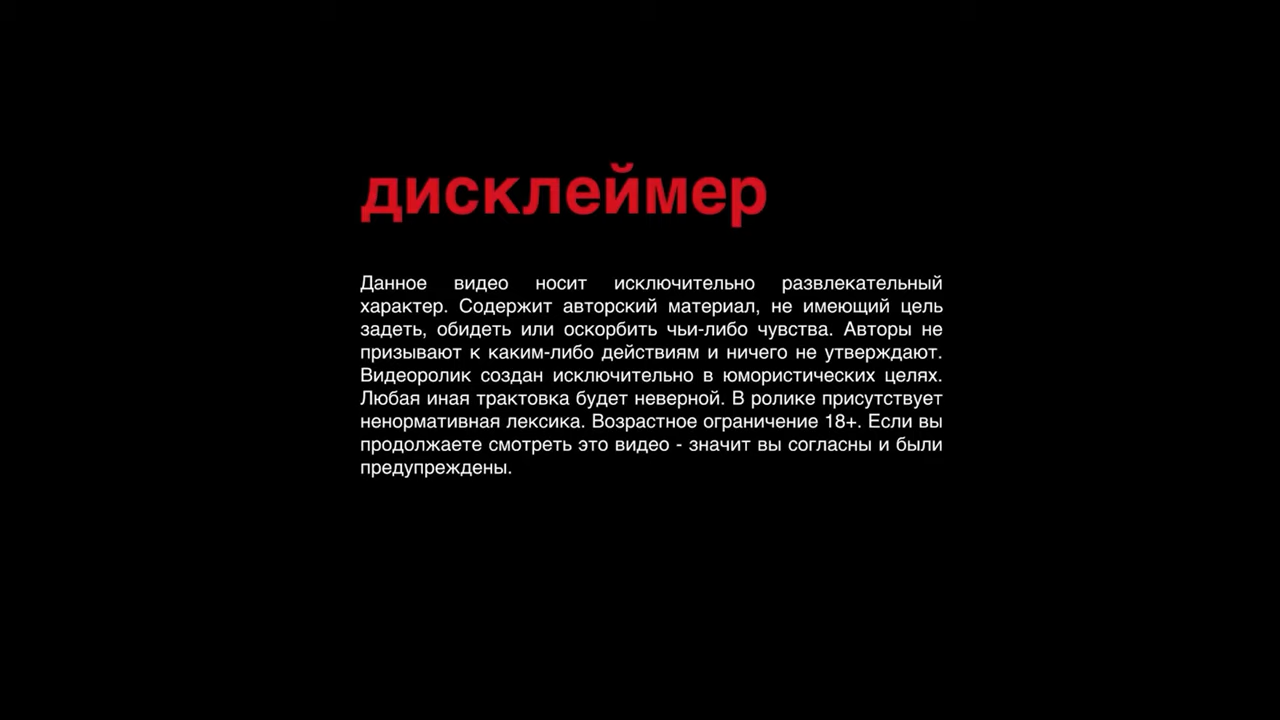 дисклеймер
Данное видео носит исключительно развлекательный
характер. Содержит авторский материал, не имеющий цель
задеть, обидеть или оскорбить чьи-либо чувства. Авторы не
призывают к каким-либо действиям и ничего не утверждают.
Видеоролик создан исключительно в юмористических целях.
Любая иная трактовка будет неверной. В ролике присутствует
ненормативная лексика. Возрастное ограничение 18+. Если вы
продолжаете смотреть это видео - значит вы согласны и были
предупреждены.